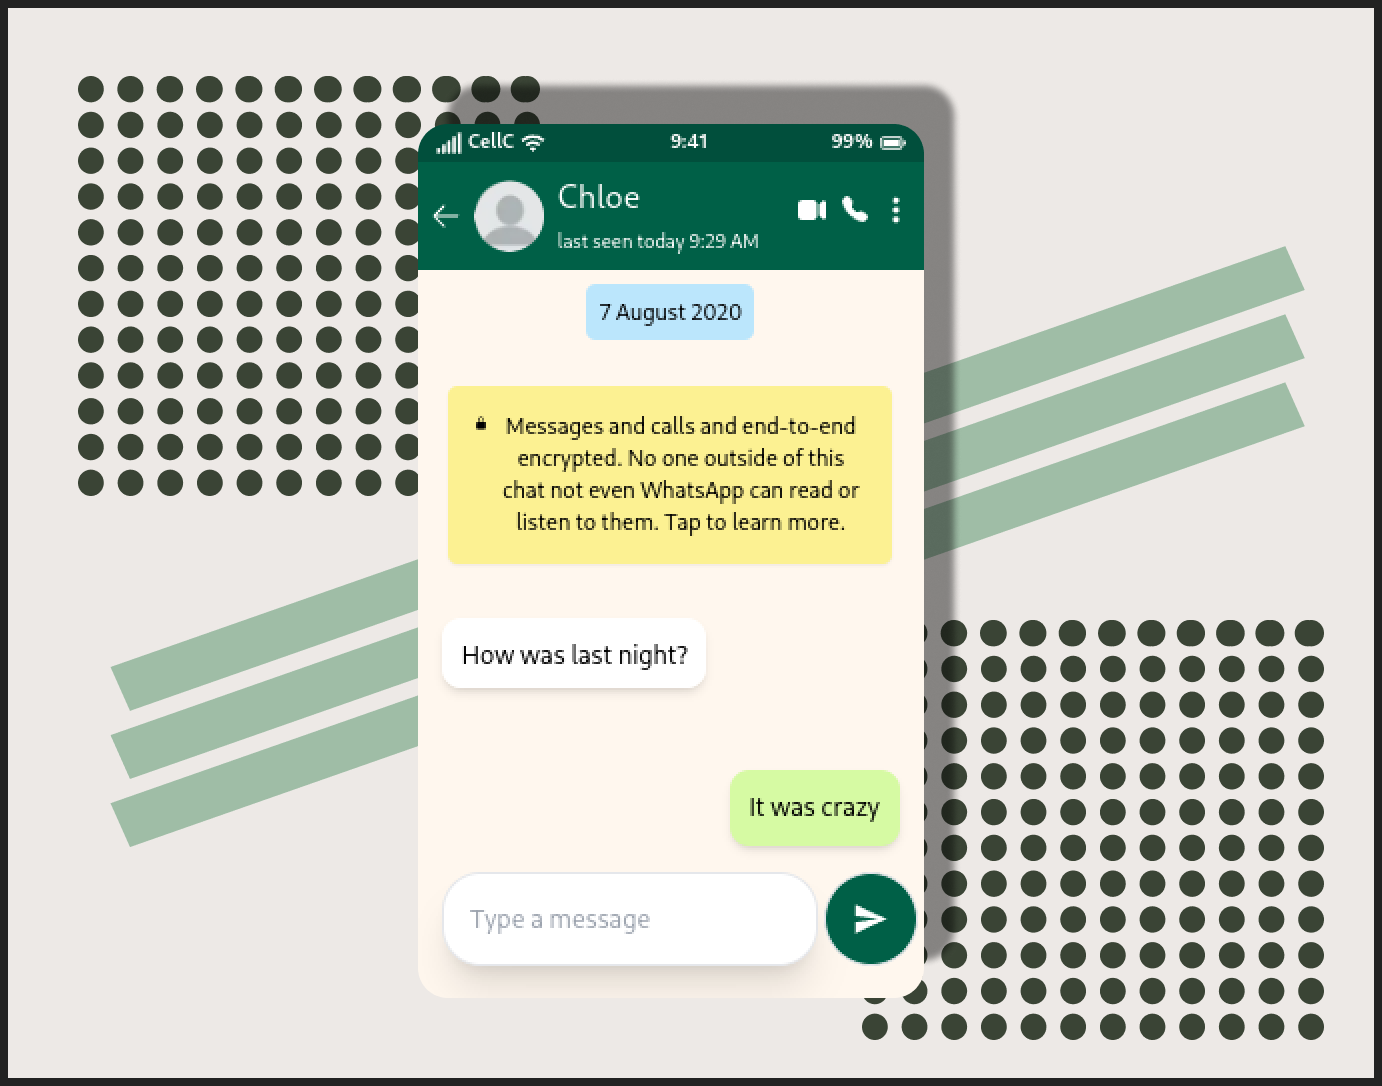 CellC 9:41 99%
Chloe
last seen today 9:29 AM
7 August 2020
Messages and calls and end-to-end
encrypted. No one outside of this
chat not even WhatsApp can read or
listen to them. Tap to learn more.
How was last night?
It was crazy
Type a message